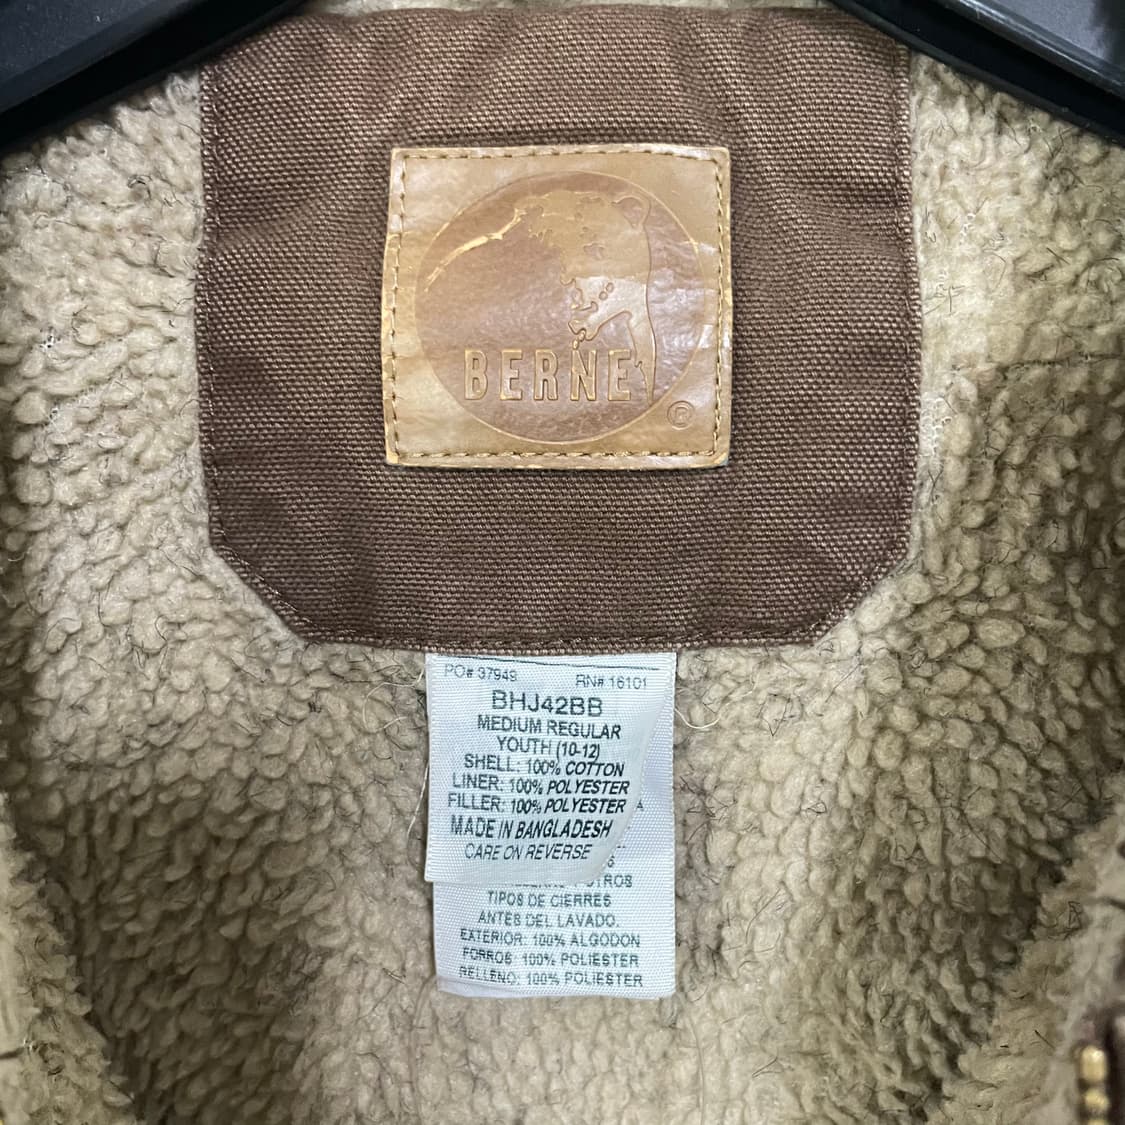 BERNE
®
PO# 37949 RN# 16101
BHJ42BB
MEDIUM REGULAR
YOUTH (10-12)
SHELL: 100% COTTON
LINER: 100% POLYESTER
FILLER: 100% POLYESTER
MADE IN BANGLADESH
CARE ON REVERSE
TIPOS DE CIERRES
ANTES DEL LAVADO.
EXTERIOR: 100% ALGODON
FORROS: 100% POLIESTER
RELLENO: 100% POLIESTER